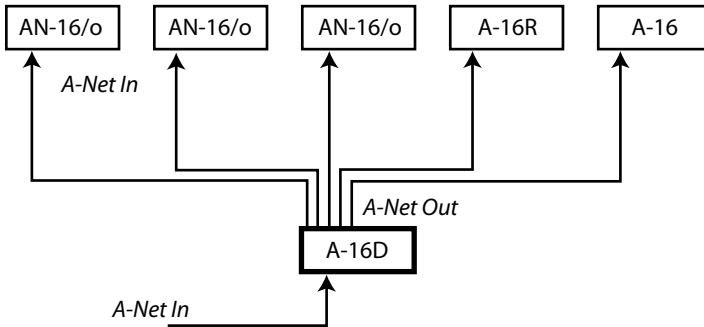 AN-16/o AN-16/o AN-16/o A-16R A-16
A-Net In
A-Net Out
A-16D
A-Net In